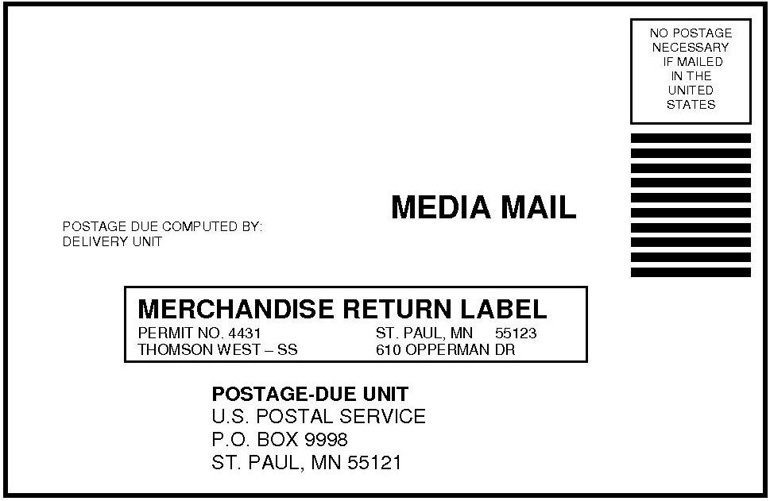 NO POSTAGE
NECESSARY
IF MAILED
IN THE
UNITED
STATES
MEDIA MAIL
POSTAGE DUE COMPUTED BY:
DELIVERY UNIT
MERCHANDISE RETURN LABEL
PERMIT NO. 4431 ST. PAUL, MN 55123
THOMSON WEST – SS 610 OPPERMAN DR
POSTAGE-DUE UNIT
U.S. POSTAL SERVICE
P.O. BOX 9998
ST. PAUL, MN 55121